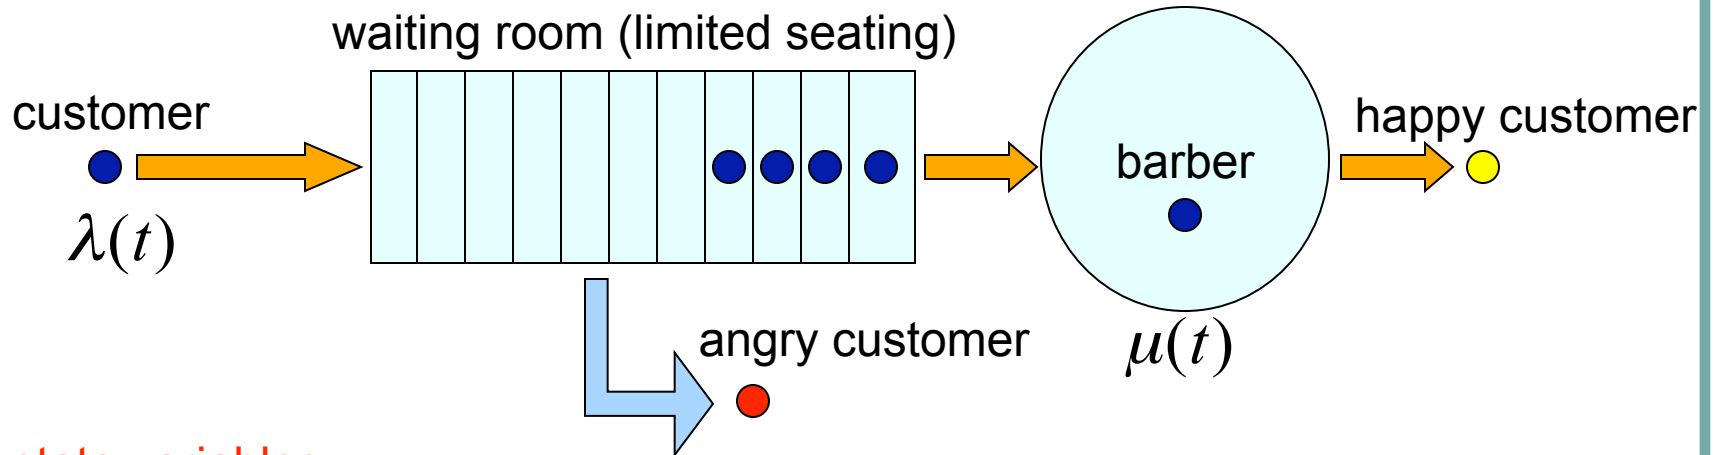 waiting room (limited seating)
customer
happy customer
barber
λ(t)
angry customer
μ(t)